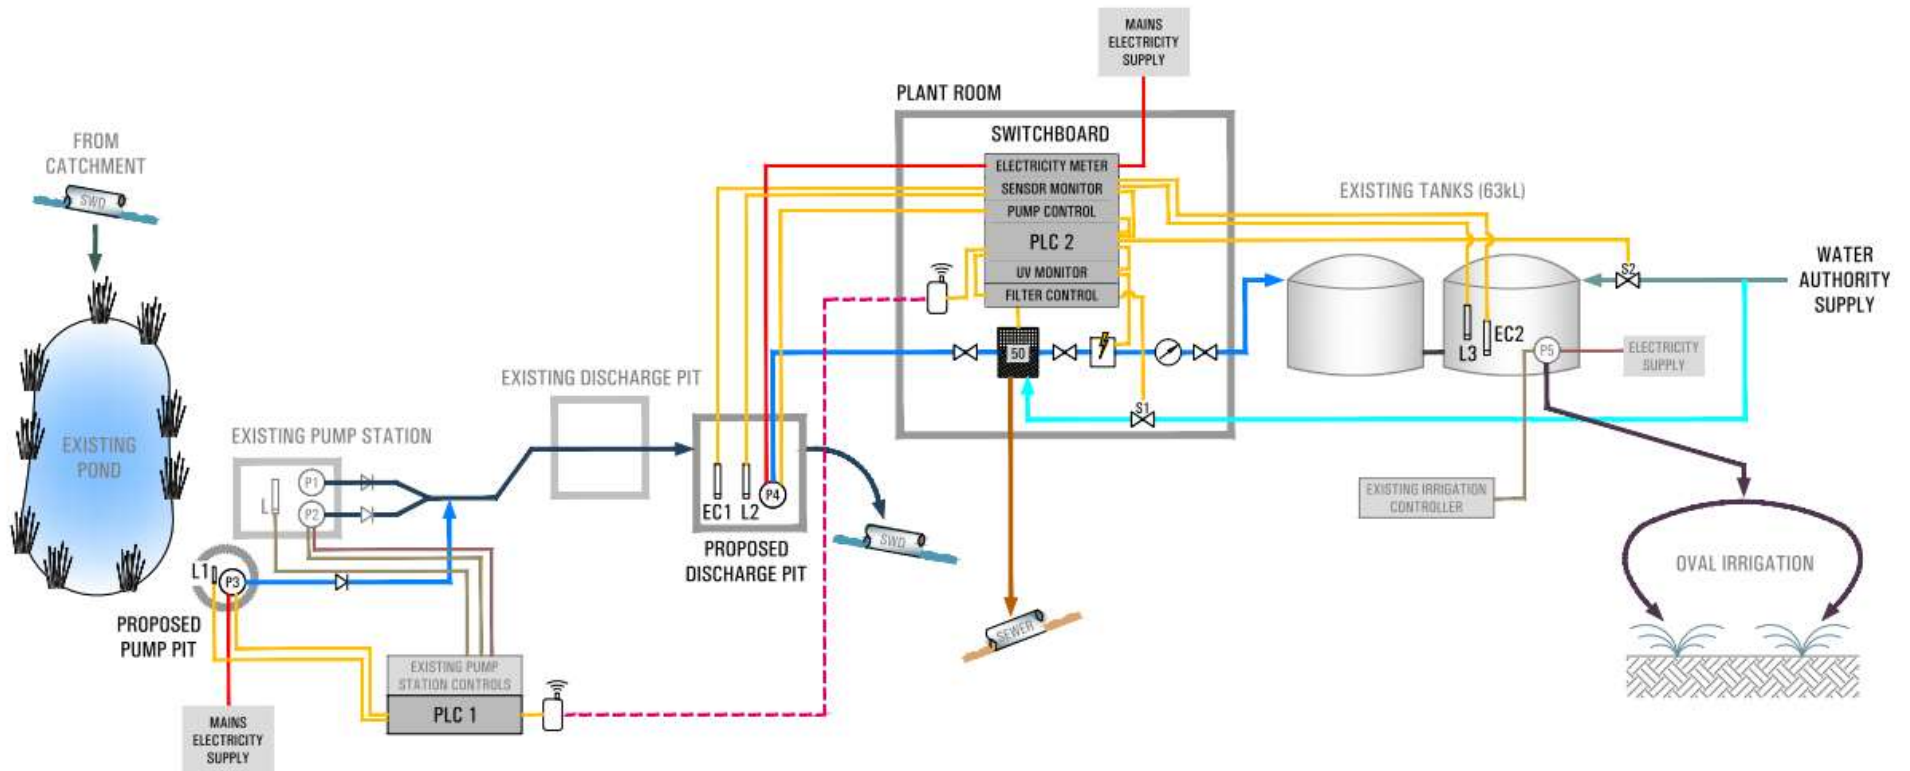 MAINS
ELECTRICITY
SUPPLY
PLANT ROOM
FROM
CATCHMENT
SWD
SWITCHBOARD
ELECTRICITY METER
SENSOR MONITOR
PUMP CONTROL
PLC 2
UV MONITOR
FILTER CONTROL
EXISTING TANKS (63kL)
S2
WATER
AUTHORITY
SUPPLY
50
L3
EC2
P5
ELECTRICITY
SUPPLY
EXISTING DISCHARGE PIT
S1
EXISTING
POND
EXISTING PUMP STATION
L
P1
P2
EC1
L2
P4
EXISTING IRRIGATION
CONTROLLER
SWD
PROPOSED
DISCHARGE PIT
OVAL IRRIGATION
L1
P3
PROPOSED
PUMP PIT
SEWER
EXISTING PUMP
STATION CONTROLS
PLC 1
MAINS
ELECTRICITY
SUPPLY